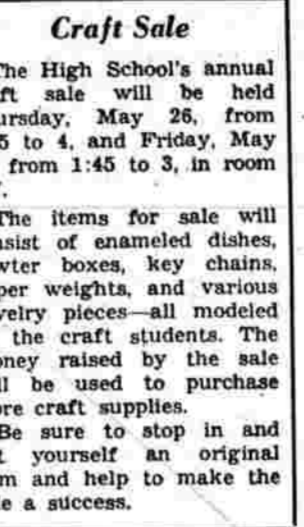 Craft Sale
The High School's annual
ft sale will be held
ursday, May 26, from
5 to 4, and Friday, May
from 1:45 to 3, in room
The items for sale will
nsist of enameled dishes,
wter boxes, key chains,
per weights, and various
welry pieces—all modeled
the craft students. The
oney raised by the sale
ll be used to purchase
ore craft supplies.
Be sure to stop in and
t yourself an original
m and help to make the
le a success.